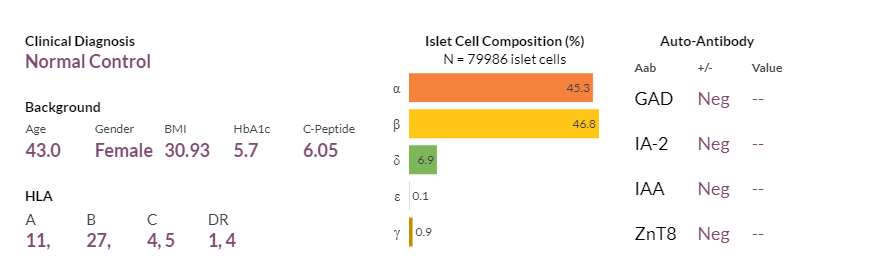 Clinical Diagnosis
Normal Control
Background
Age Gender BMI HbA1c C-Peptide
43.0 Female 30.93 5.7 6.05
HLA
A B C DR
11, 27, 4, 5 1, 4
Islet Cell Composition (%)
N = 79986 islet cells
α 45.3
β 46.8
δ 6.9
ε 0.1
γ 0.9
Auto-Antibody
Aab +/- Value
GAD Neg --
IA-2 Neg --
IAA Neg --
ZnT8 Neg --